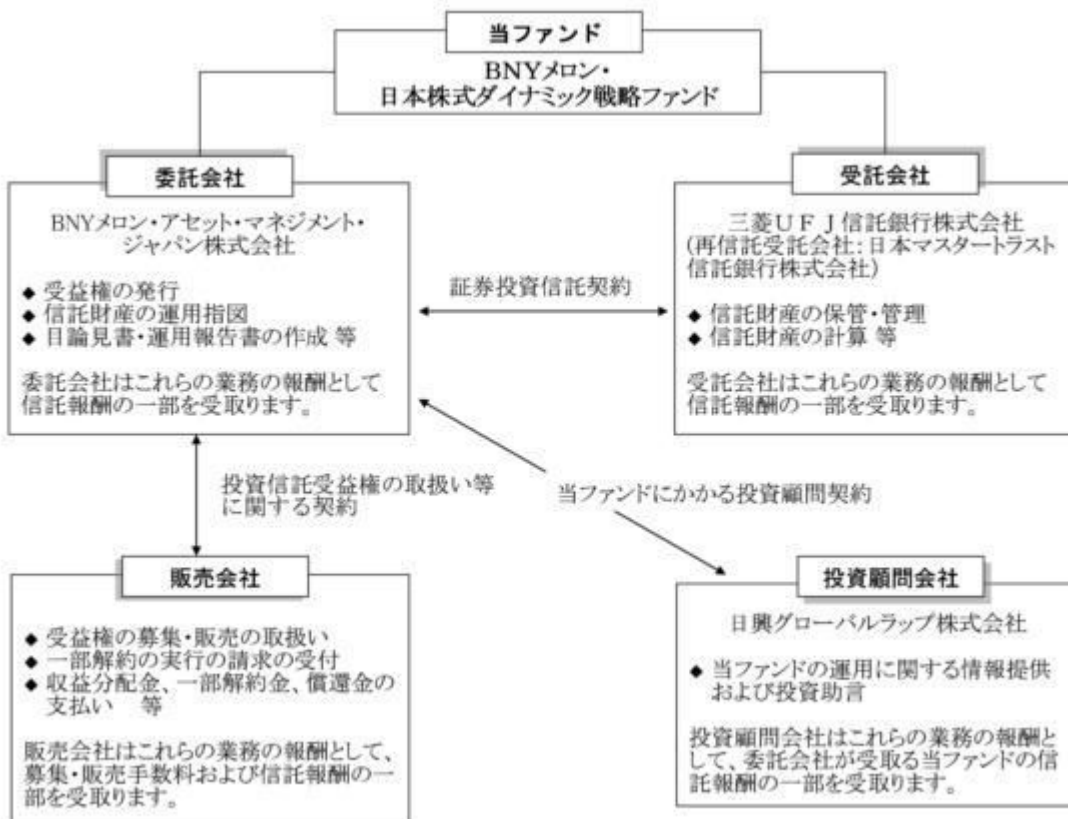 当ファンド
BNYメロン・
日本株式ダイナミック戦略ファンド
委託会社
BNYメロン・アセット・マネジメント・
ジャパン株式会社
◆ 受益権の発行
◆ 信託財産の運用指図
◆ 目論見書・運用報告書の作成 等
委託会社はこれらの業務の報酬として
信託報酬の一部を受取ります。
証券投資信託契約
受託会社
三菱UFJ信託銀行株式会社
(再信託受託会社:日本マスタートラスト
信託銀行株式会社)
◆ 信託財産の保管・管理
◆ 信託財産の計算 等
受託会社はこれらの業務の報酬として
信託報酬の一部を受取ります。
投資信託受益権の取扱い等
に関する契約
当ファンドにかかる投資顧問契約
販売会社
◆ 受益権の募集・販売の取扱い
◆ 一部解約の実行の請求の受付
◆ 収益分配金、一部解約金、償還金の
支払い 等
販売会社はこれらの業務の報酬として、
募集・販売手数料および信託報酬の一
部を受取ります。
投資顧問会社
日興グローバルラップ株式会社
◆ 当ファンドの運用に関する情報提供
および投資助言
投資顧問会社はこれらの業務の報酬と
して、委託会社が受取る当ファンドの信
託報酬の一部を受取ります。